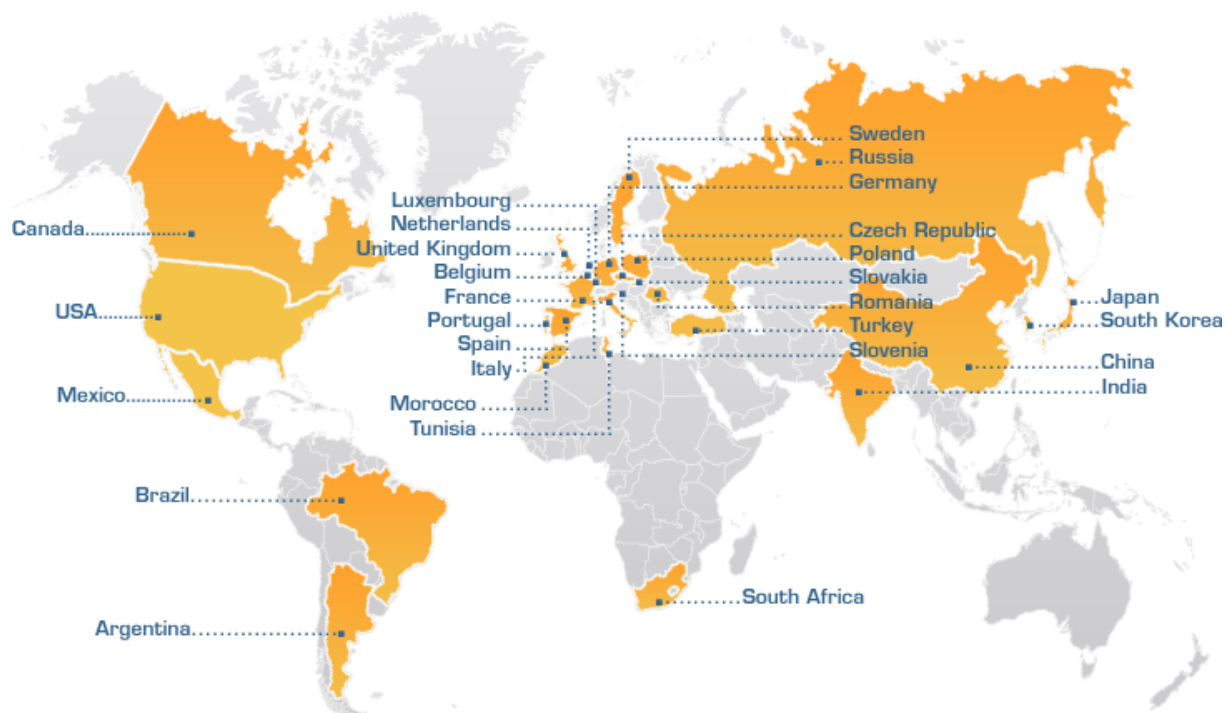 Sweden
Russia
Germany
Luxembourg
Netherlands
Canada
Czech Republic
United Kingdom
Poland
Belgium
Slovakia
France
Romania
Japan
USA
Portugal
Turkey
South Korea
Spain
Slovenia
Italy
China
India
Mexico
Morocco
Tunisia
Brazil
South Africa
Argentina